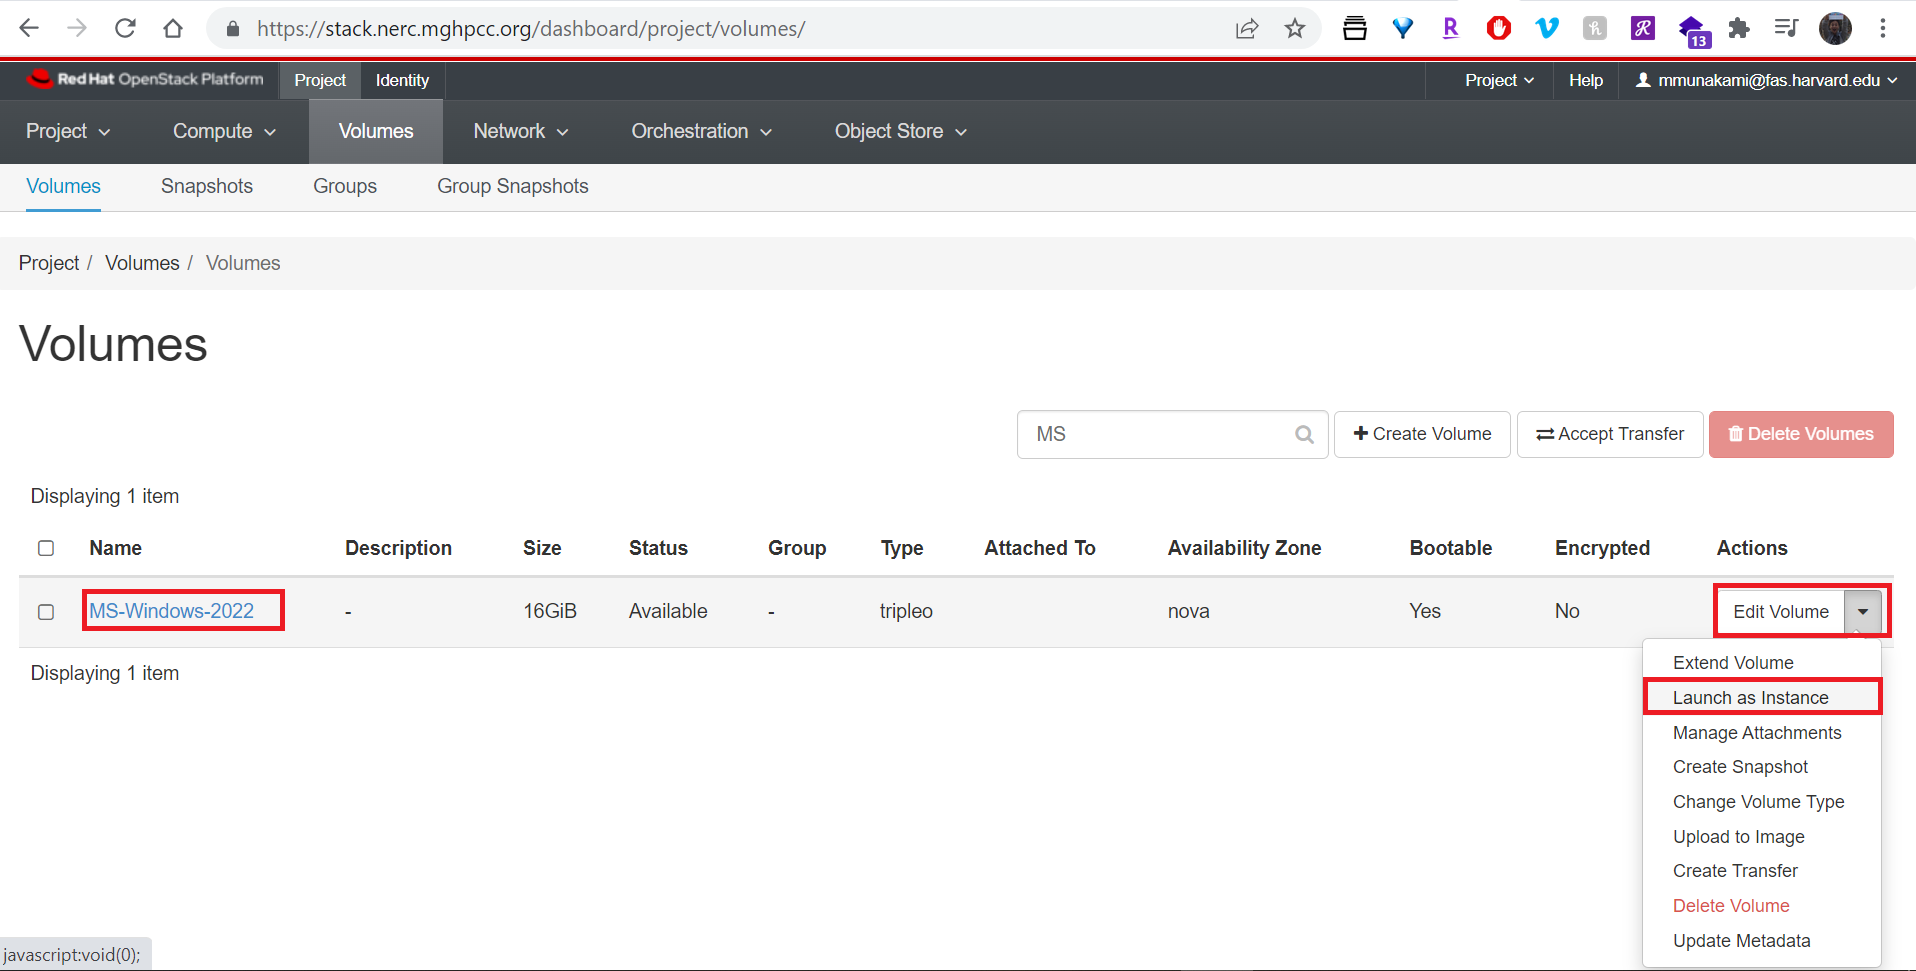 https://stack.nerc.mghpcc.org/dashboard/project/volumes/
13
Red Hat OpenStack Platform Project Identity Project Help mmunakami@fas.harvard.edu
Project Compute Volumes Network Orchestration Object Store
Volumes Snapshots Groups Group Snapshots
Project / Volumes / Volumes
Volumes
MS Create Volume Accept Transfer Delete Volumes
Displaying 1 item
Name Description Size Status Group Type Attached To Availability Zone Bootable Encrypted Actions
MS-Windows-2022 - 16GiB Available - tripleo nova Yes No Edit Volume
Displaying 1 item
Extend Volume
Launch as Instance
Manage Attachments
Create Snapshot
Change Volume Type
Upload to Image
Create Transfer
Delete Volume
Update Metadata
javascript:void(0);